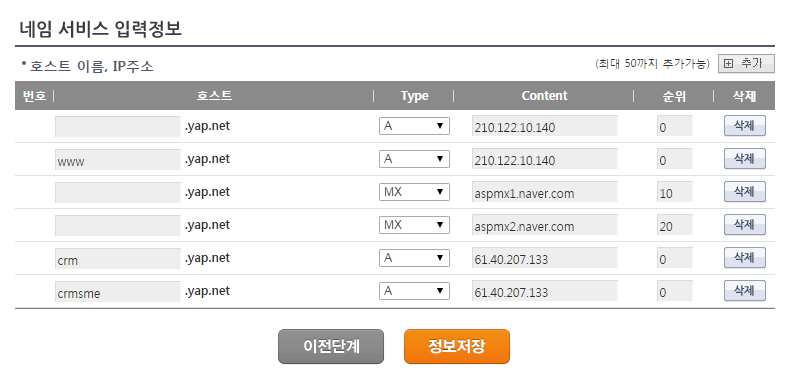 네임 서비스 입력정보
• 호스트 이름, IP주소 (최대 50까지 추가가능) 추가
번호 호스트 Type Content 순위 삭제
.yap.net A 210.122.10.140 0 삭제
www .yap.net A 210.122.10.140 0 삭제
.yap.net MX aspmx1.naver.com 10 삭제
.yap.net MX aspmx2.naver.com 20 삭제
crm .yap.net A 61.40.207.133 0 삭제
crmsme .yap.net A 61.40.207.133 0 삭제
이전단계 정보저장